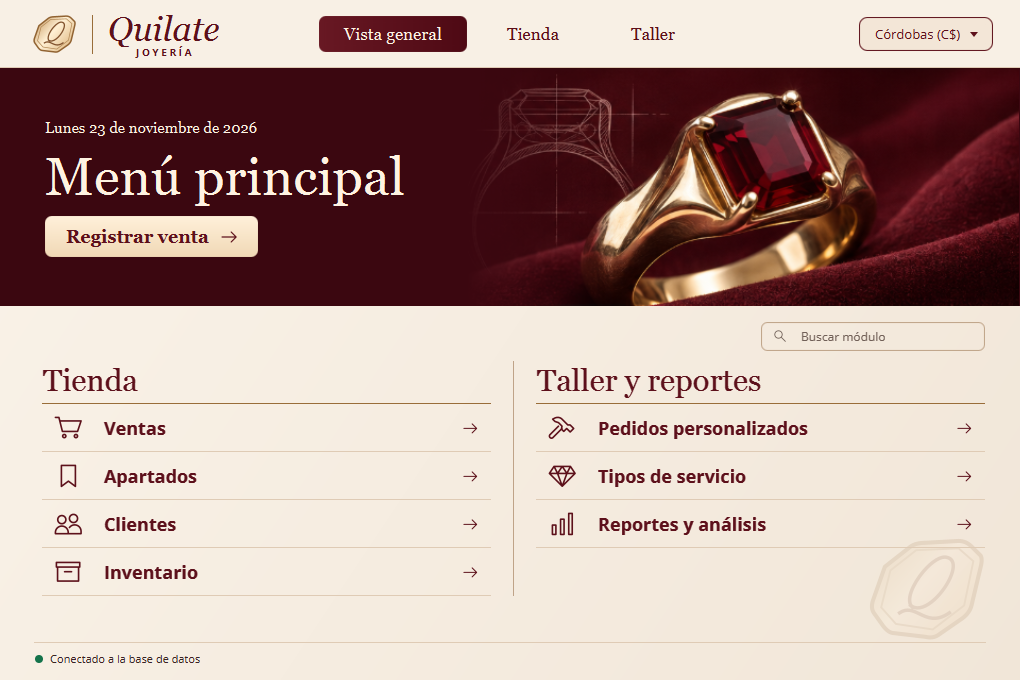 Quilate
JOYERÍA
Vista general
Tienda
Taller
Córdobas (C$)
Lunes 23 de noviembre de 2026
Menú principal
Registrar venta
Buscar módulo
Tienda
Ventas
Apartados
Clientes
Inventario
Taller y reportes
Pedidos personalizados
Tipos de servicio
Reportes y análisis
Conectado a la base de datos